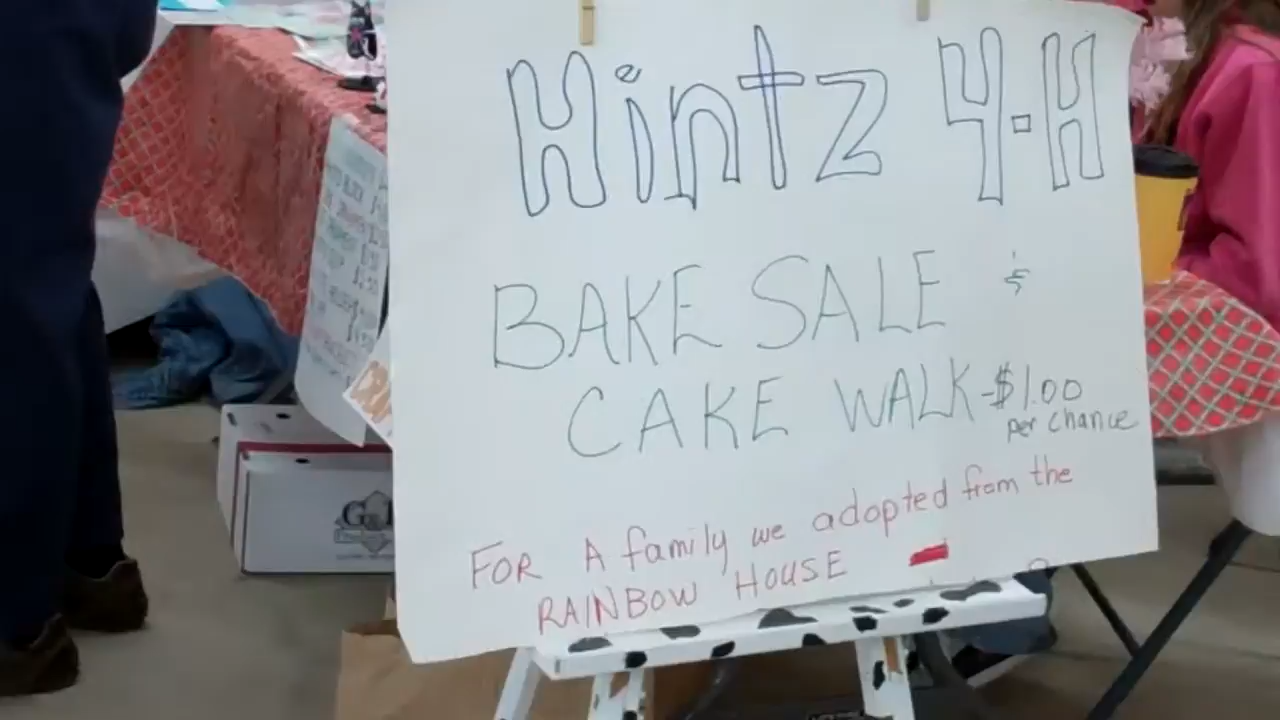 Hintz 4-H
BAKE SALE &
CAKE WALK-$1.00
per chance
FOR A family we adopted from the
RAINBOW HOUSE